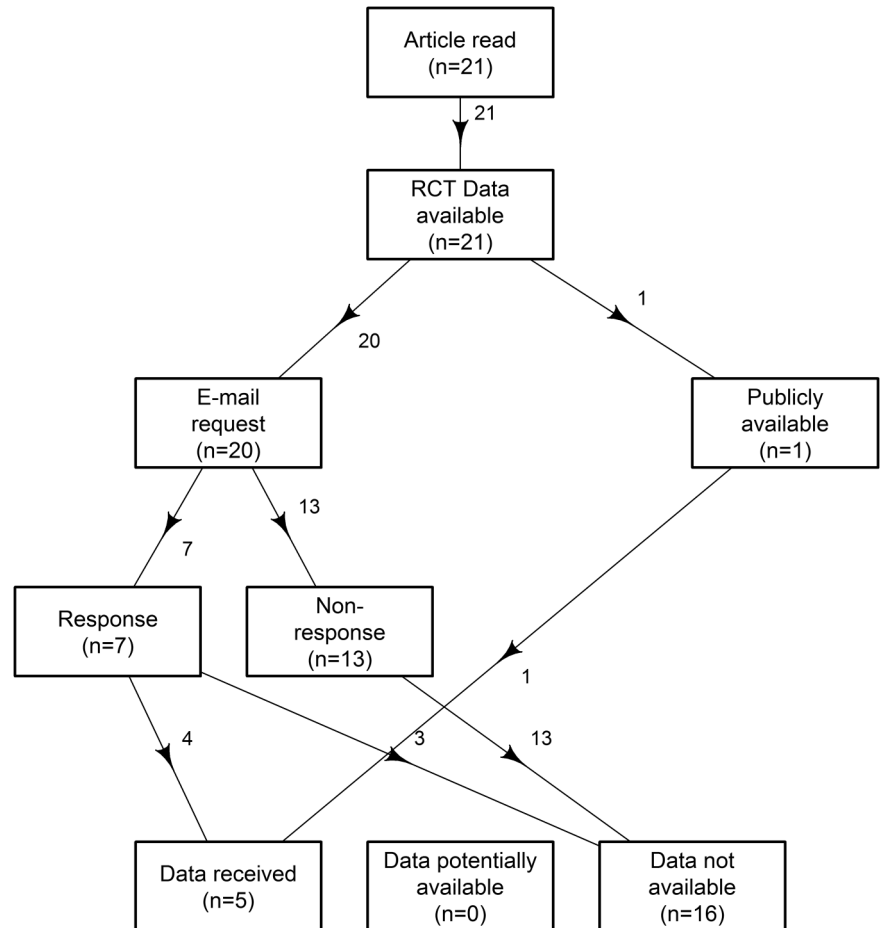 Article read
(n=21)
21
RCT Data
available
(n=21)
1
20
E-mail
request
(n=20)
Publicly
available
(n=1)
13
7
Response
(n=7)
Non-
response
(n=13)
1
4
3
13
Data received
(n=5)
Data potentially
available
(n=0)
Data not
available
(n=16)